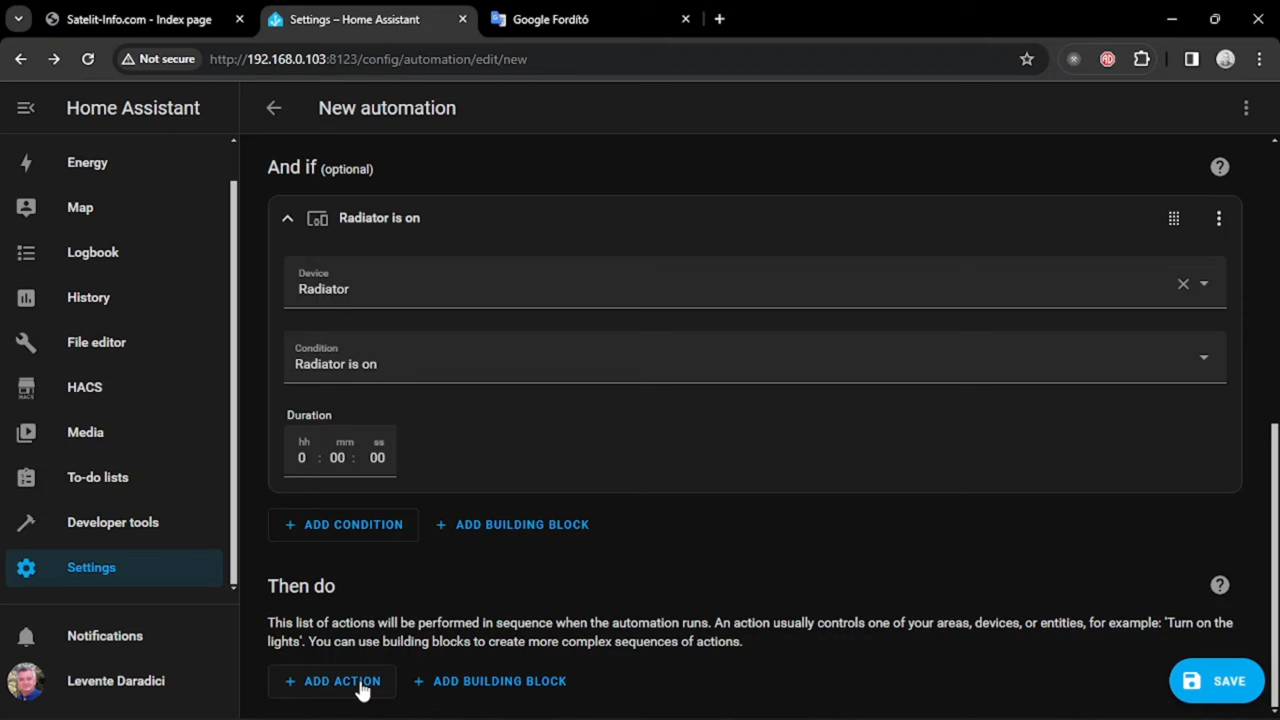 Satelit-Info.com - Index page
Settings – Home Assistant
Google Fordító
Not secure
http://192.168.0.103:8123/config/automation/edit/new
Home Assistant
New automation
Energy
Map
Logbook
History
File editor
HACS
HACS
Media
To-do lists
Developer tools
Settings
Notifications
Levente Daradici
And if (optional)
Radiator is on
Device
Radiator
Condition
Radiator is on
Duration
hh mm ss
0 : 00 : 00
+ ADD CONDITION + ADD BUILDING BLOCK
Then do
This list of actions will be performed in sequence when the automation runs. An action usually controls one of your areas, devices, or entities, for example: 'Turn on the
lights'. You can use building blocks to create more complex sequences of actions.
+ ADD ACTION + ADD BUILDING BLOCK
SAVE